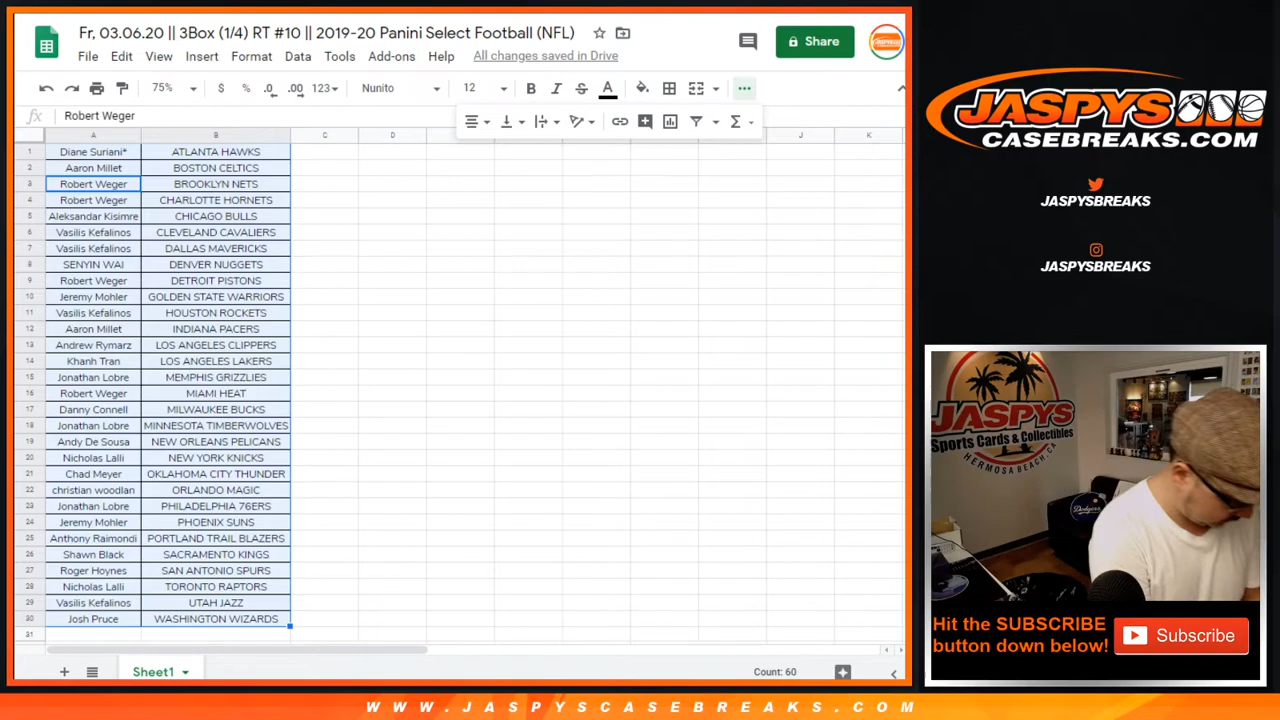 Fr, 03.06.20 || 3Box (1/4) RT #10 || 2019-20 Panini Select Football (NFL)
File Edit View Insert Format Data Tools Add-ons Help All changes saved in Drive
Share
75% $ % .0 .00 123 Nunito 12 B I S A
fx Robert Weger
A B C D J K
1 Diane Suriani* ATLANTA HAWKS
2 Aaron Millet BOSTON CELTICS
3 Robert Weger BROOKLYN NETS
4 Robert Weger CHARLOTTE HORNETS
5 Aleksandar Kisimre CHICAGO BULLS
6 Vasilis Kefalinos CLEVELAND CAVALIERS
7 Vasilis Kefalinos DALLAS MAVERICKS
8 SENYIN WAI DENVER NUGGETS
9 Robert Weger DETROIT PISTONS
10 Jeremy Mohler GOLDEN STATE WARRIORS
11 Vasilis Kefalinos HOUSTON ROCKETS
12 Aaron Millet INDIANA PACERS
13 Andrew Rymarz LOS ANGELES CLIPPERS
14 Khanh Tran LOS ANGELES LAKERS
15 Jonathan Lobre MEMPHIS GRIZZLIES
16 Robert Weger MIAMI HEAT
17 Danny Connell MILWAUKEE BUCKS
18 Jonathan Lobre MINNESOTA TIMBERWOLVES
19 Andy De Sousa NEW ORLEANS PELICANS
20 Nicholas Lalli NEW YORK KNICKS
21 Chad Meyer OKLAHOMA CITY THUNDER
22 christian woodlan ORLANDO MAGIC
23 Jonathan Lobre PHILADELPHIA 76ERS
24 Jeremy Mohler PHOENIX SUNS
25 Anthony Raimondi PORTLAND TRAIL BLAZERS
26 Shawn Black SACRAMENTO KINGS
27 Roger Hoynes SAN ANTONIO SPURS
28 Nicholas Lalli TORONTO RAPTORS
29 Vasilis Kefalinos UTAH JAZZ
30 Josh Pruce WASHINGTON WIZARDS
31
Sheet1
Count: 60
JASPYS
CASEBREAKS.COM
JASPYSBREAKS
JASPYSBREAKS
JASPYS
Sports Cards & Collectibles
HERMOSA BEACH, CA
Dodgers
Hit the SUBSCRIBE
button down below!
Subscribe
WWW.JASPYSCASEBREAKS.COM